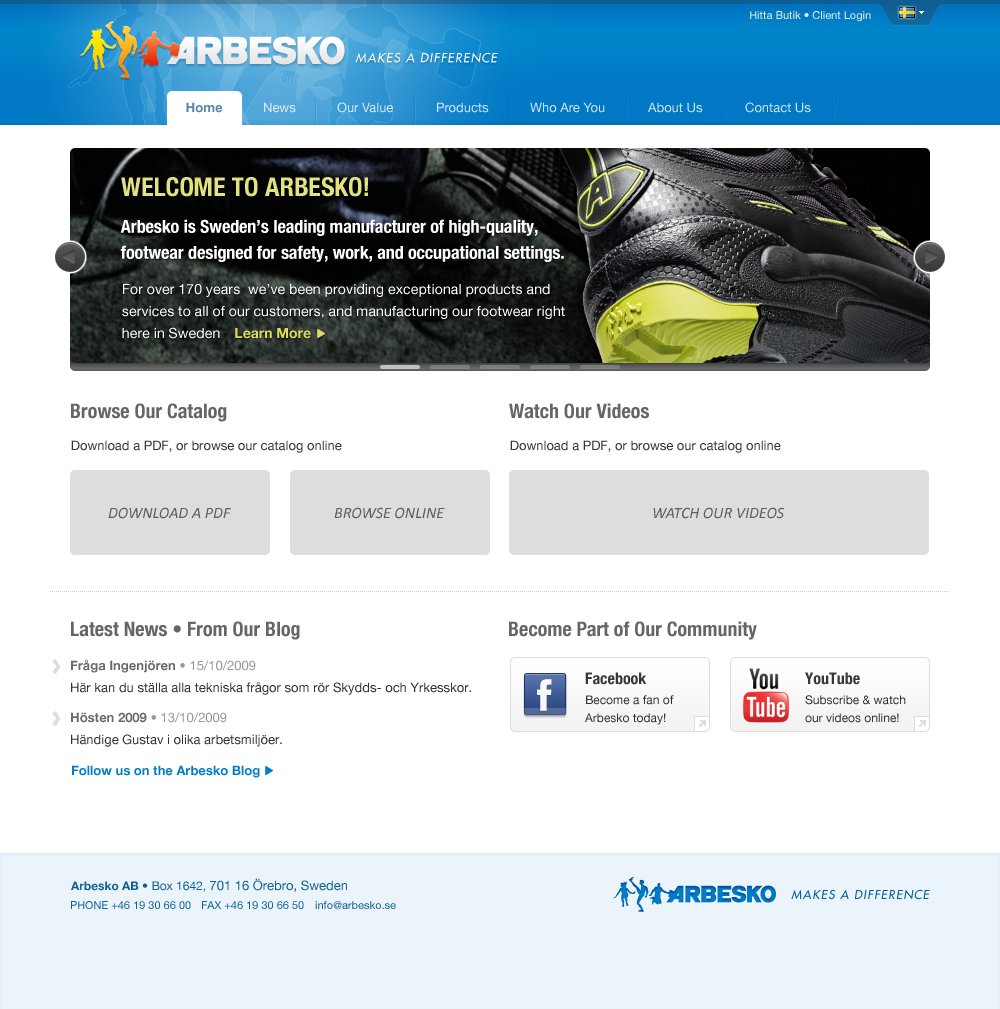 Hitta Butik • Client Login
ARBESKO MAKES A DIFFERENCE
Home News Our Value Products Who Are You About Us Contact Us
WELCOME TO ARBESKO!
Arbesko is Sweden's leading manufacturer of high-quality,
footwear designed for safety, work, and occupational settings.
For over 170 years we've been providing exceptional products and
services to all of our customers, and manufacturing our footwear right
here in Sweden Learn More
Browse Our Catalog
Download a PDF, or browse our catalog online
DOWNLOAD A PDF
BROWSE ONLINE
Watch Our Videos
Download a PDF, or browse our catalog online
WATCH OUR VIDEOS
Latest News • From Our Blog
Fråga Ingenjören • 15/10/2009
Här kan du ställa alla tekniska frågor som rör Skydds- och Yrkesskor.
Hösten 2009 • 13/10/2009
Händige Gustav i olika arbetsmiljöer.
Follow us on the Arbesko Blog
Become Part of Our Community
f
Facebook
Become a fan of
Arbesko today!
You
Tube
YouTube
Subscribe & watch
our videos online!
Arbesko AB • Box 1642, 701 16 Örebro, Sweden
PHONE +46 19 30 66 00 FAX +46 19 30 66 50 info@arbesko.se
ARBESKO MAKES A DIFFERENCE